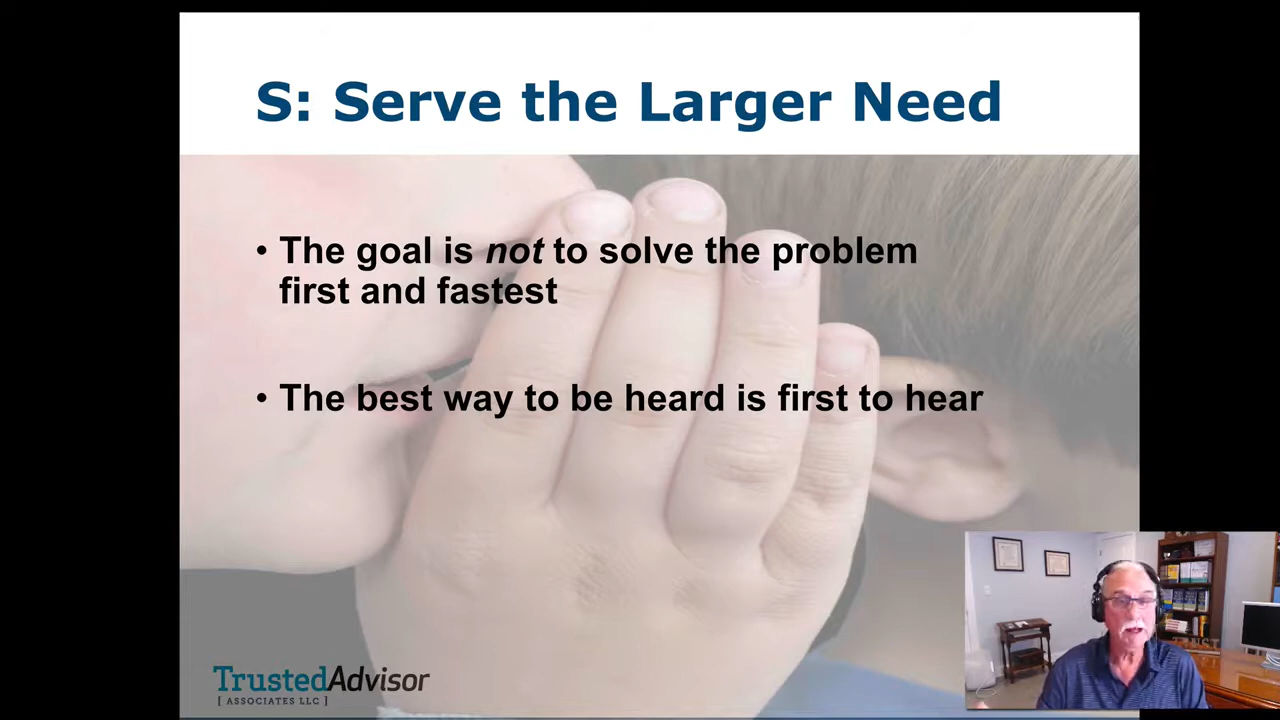 S: Serve the Larger Need
• The goal is not to solve the problem
first and fastest
• The best way to be heard is first to hear
TrustedAdvisor
[ ASSOCIATES LLC ]